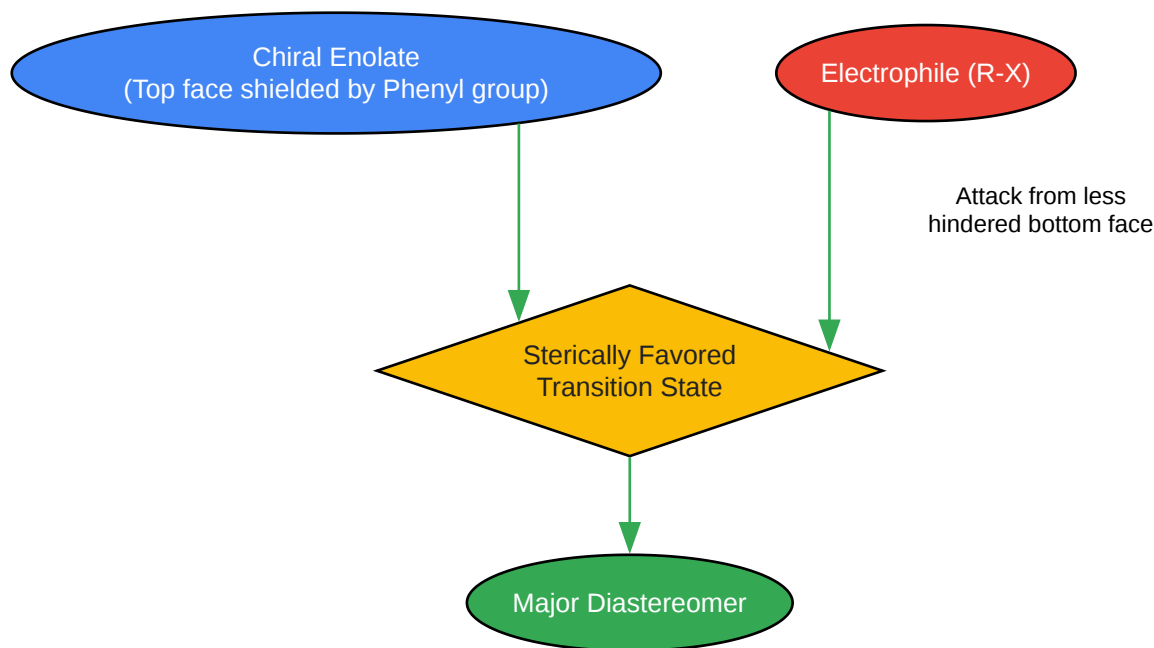 Chiral Enolate
(Top face shielded by Phenyl group)
Electrophile (R-X)
Attack from less
hindered bottom face
Sterically Favored
Transition State
Major Diastereomer